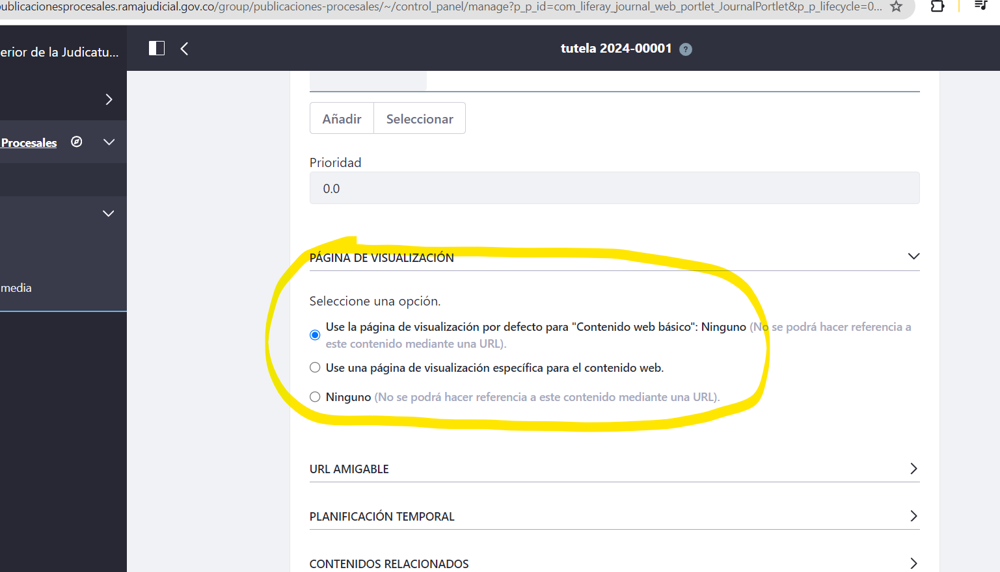 ublicacionesprocesales.ramajudicial.gov.co/group/publicaciones-procesales/~/control_panel/manage?p_p_id=com_liferay_journal_web_portlet_JournalPortlet&p_p_lifecycle=0...
erior de la Judicatu...
tutela 2024-00001 ?
Añadir Seleccionar
Procesales
Prioridad
0.0
PÁGINA DE VISUALIZACIÓN
media
Seleccione una opción.
Use la página de visualización por defecto para "Contenido web básico": Ninguno (No se podrá hacer referencia a
este contenido mediante una URL).
Use una página de visualización específica para el contenido web.
Ninguno (No se podrá hacer referencia a este contenido mediante una URL).
URL AMIGABLE
PLANIFICACIÓN TEMPORAL
CONTENIDOS RELACIONADOS